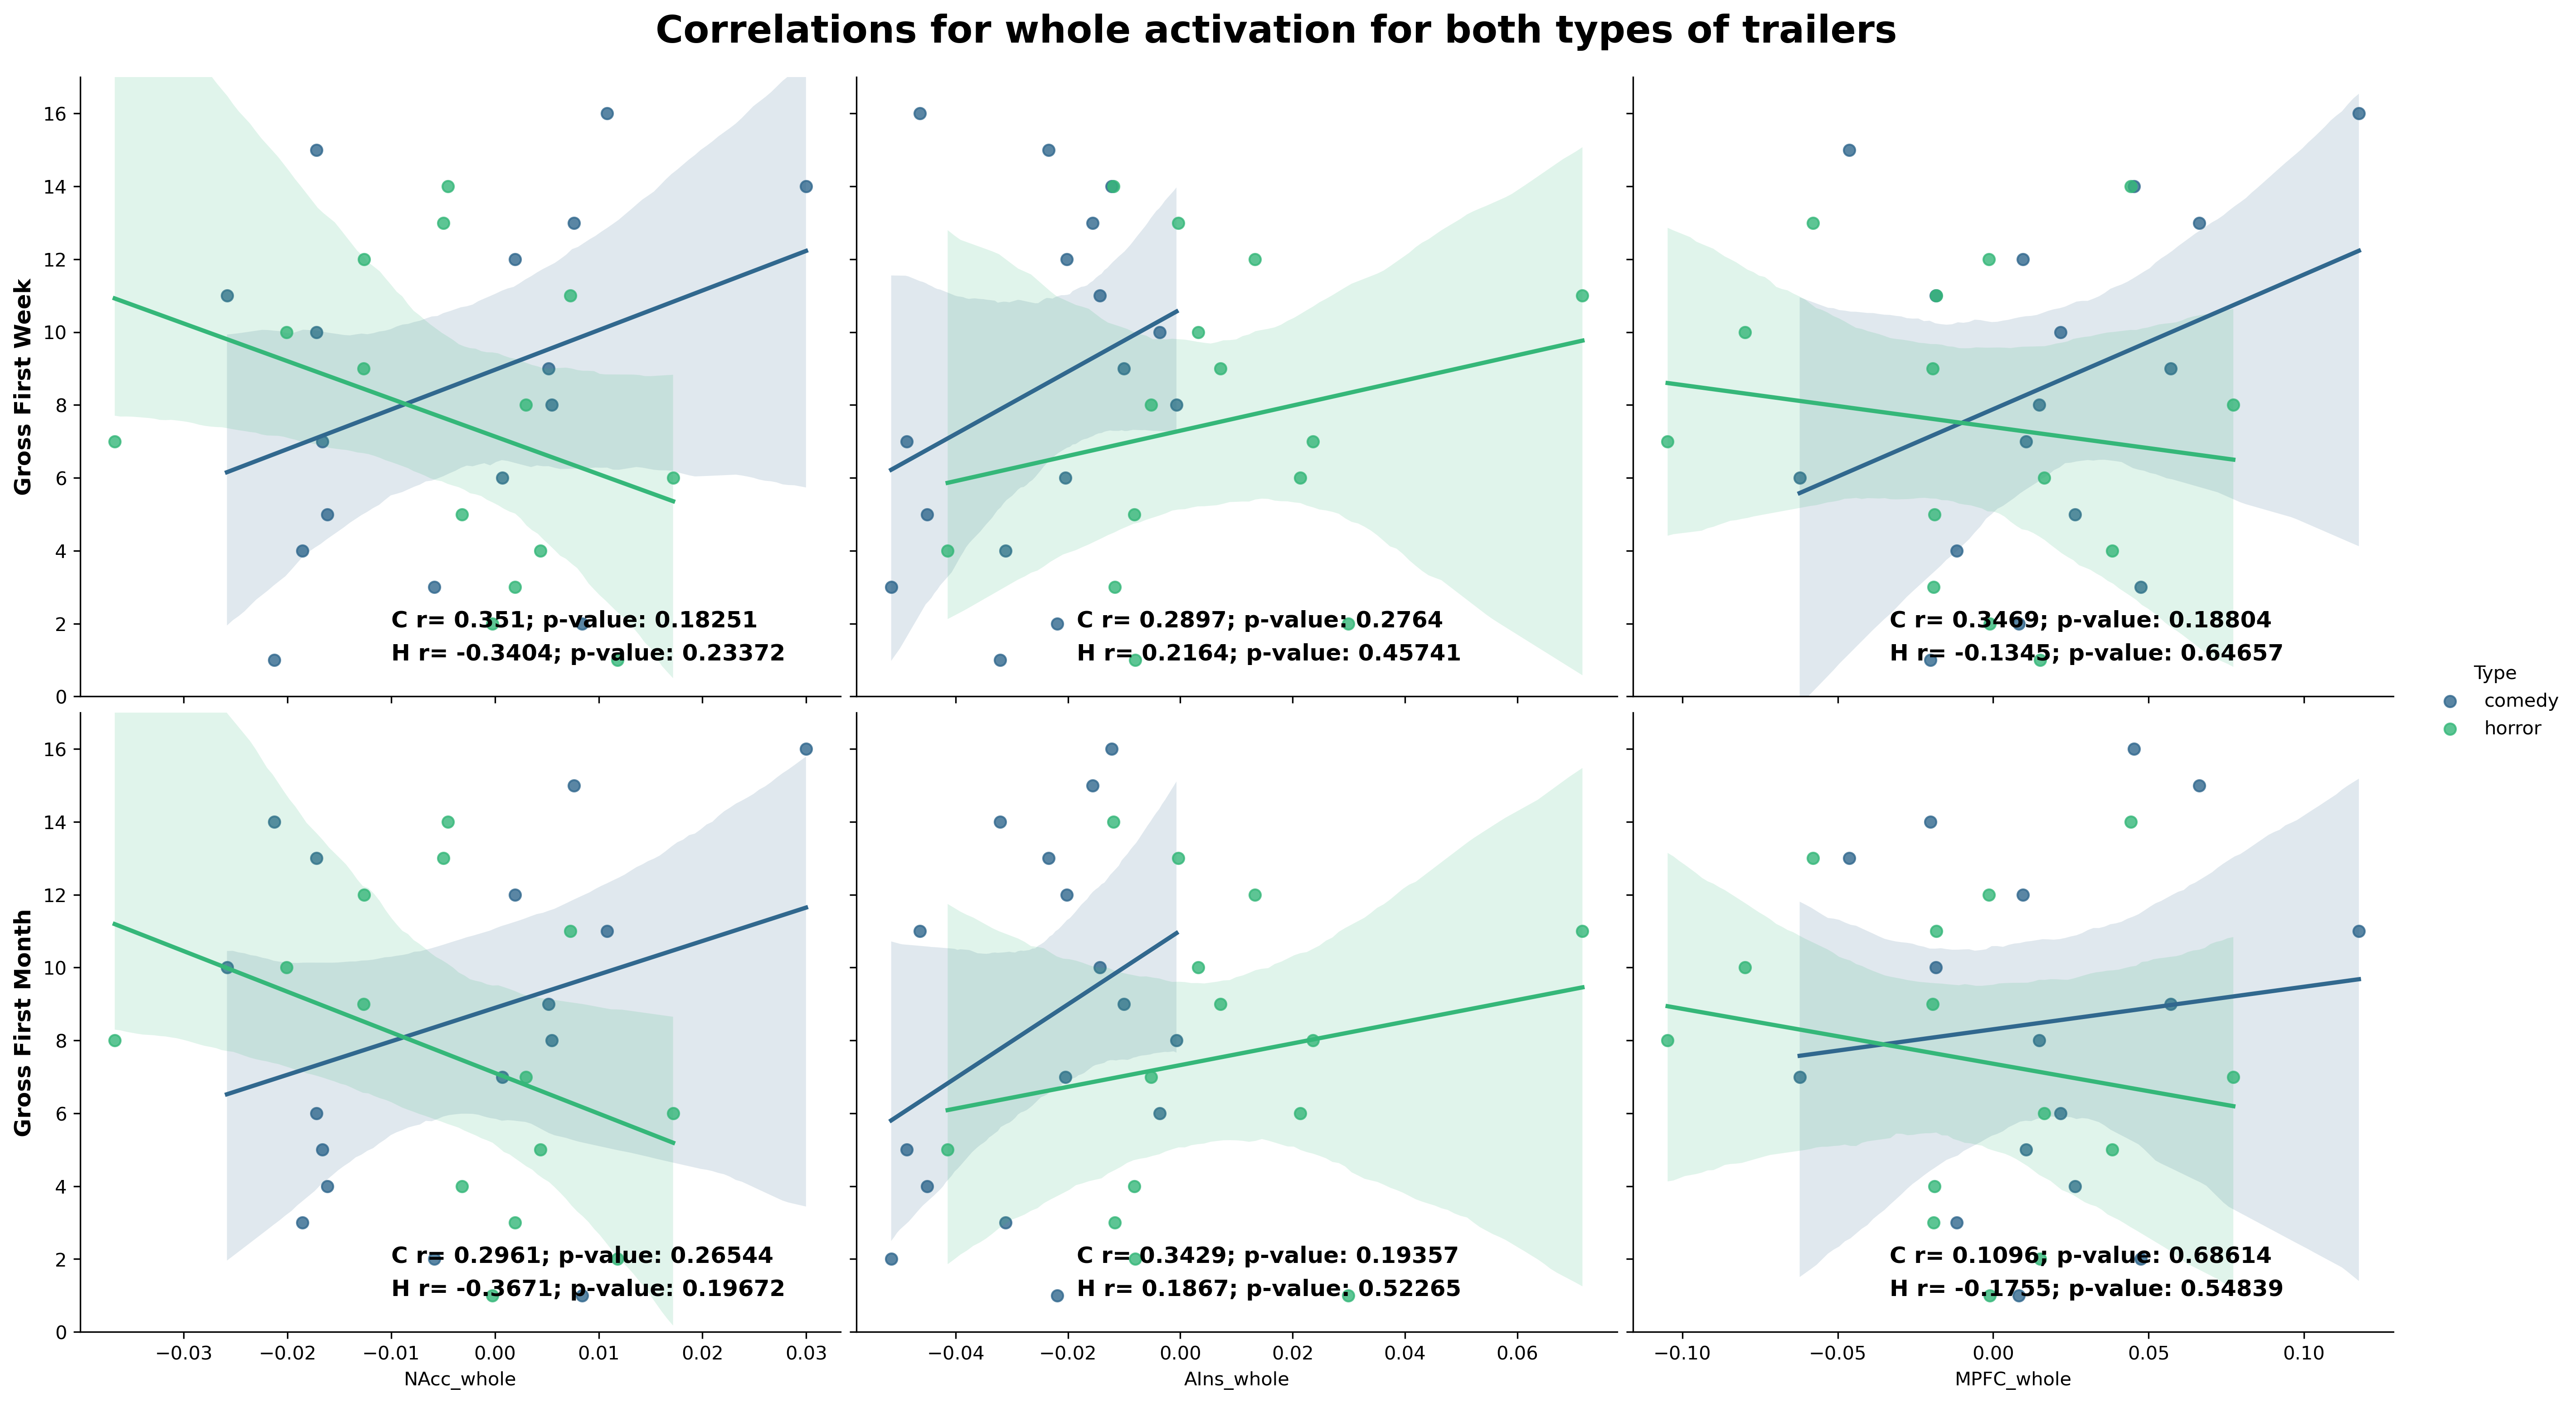 Correlations for whole activation for both types of trailers
Gross First Week
16
14
12
10
8
6
4
2
0
C r= 0.351; p-value: 0.18251
H r= -0.3404; p-value: 0.23372
C r= 0.2897; p-value: 0.2764
H r= 0.2164; p-value: 0.45741
C r= 0.3469; p-value: 0.18804
H r= -0.1345; p-value: 0.64657
Type
comedy
horror
Gross First Month
16
14
12
10
8
6
4
2
0
C r= 0.2961; p-value: 0.26544
H r= -0.3671; p-value: 0.19672
C r= 0.3429; p-value: 0.19357
H r= 0.1867; p-value: 0.52265
C r= 0.1096; p-value: 0.68614
H r= -0.1755; p-value: 0.54839
−0.03 −0.02 −0.01 0.00 0.01 0.02 0.03
NAcc_whole
−0.04 −0.02 0.00 0.02 0.04 0.06
AIns_whole
−0.10 −0.05 0.00 0.05 0.10
MPFC_whole